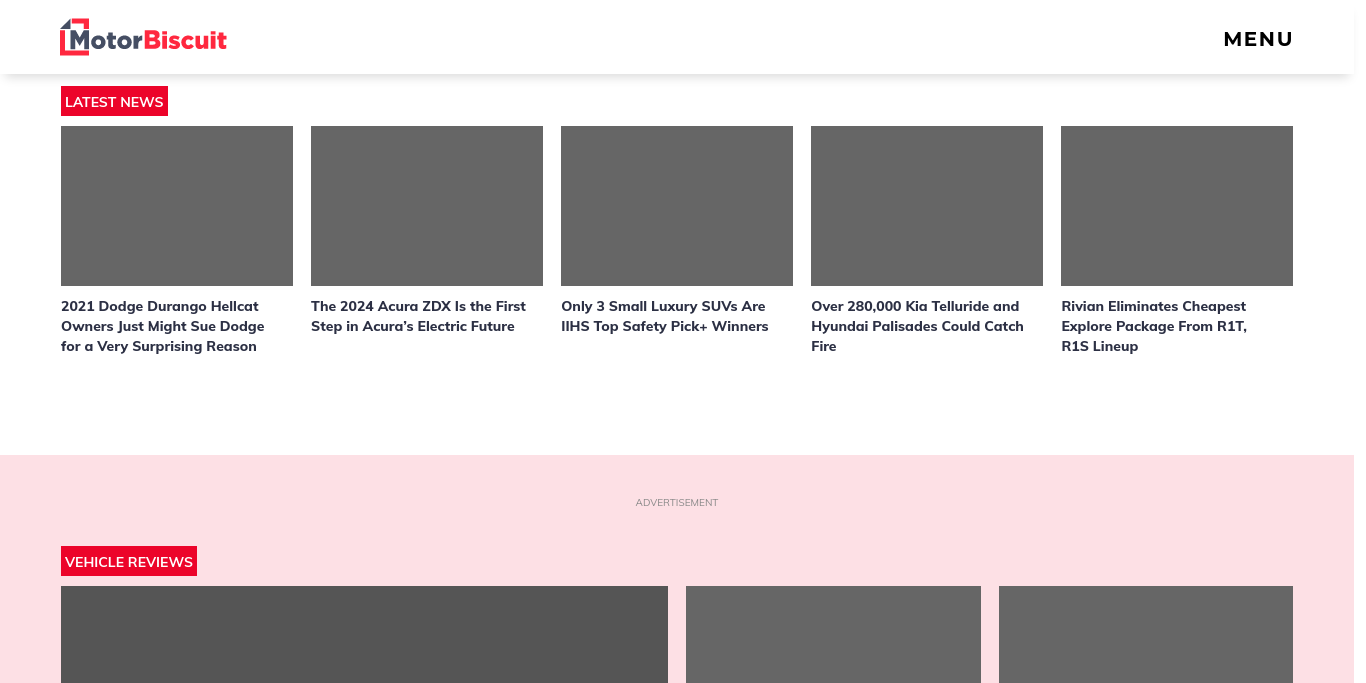 MotorBiscuit
MENU
LATEST NEWS
2021 Dodge Durango Hellcat
Owners Just Might Sue Dodge
for a Very Surprising Reason
The 2024 Acura ZDX Is the First
Step in Acura’s Electric Future
Only 3 Small Luxury SUVs Are
IIHS Top Safety Pick+ Winners
Over 280,000 Kia Telluride and
Hyundai Palisades Could Catch
Fire
Rivian Eliminates Cheapest
Explore Package From R1T,
R1S Lineup
ADVERTISEMENT
VEHICLE REVIEWS